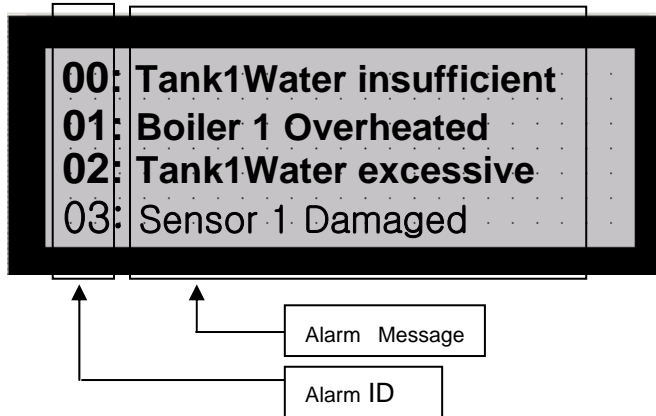 00: Tank1Water insufficient
01: Boiler 1 Overheated
02: Tank1Water excessive
03: Sensor 1 Damaged
Alarm Message
Alarm ID